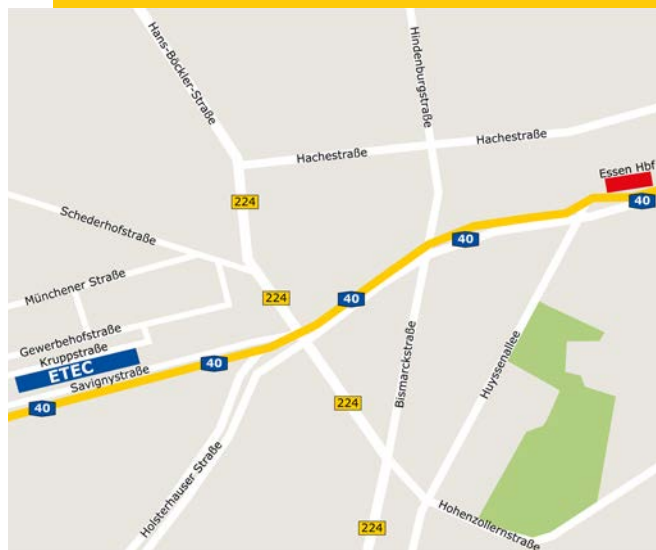 Hans-Böckler-Straße
Hindenburgstraße
Hachestraße
Hachestraße
Essen Hbf
40
224
Schederhofstraße
40
Münchener Straße
224
40
Gewerbehofstraße
Kruppstraße
ETEC
40
Savignystraße
Bismarckstraße
Huyssenallee
40
224
Holsterhauser Straße
Hohenzollernstraße
224